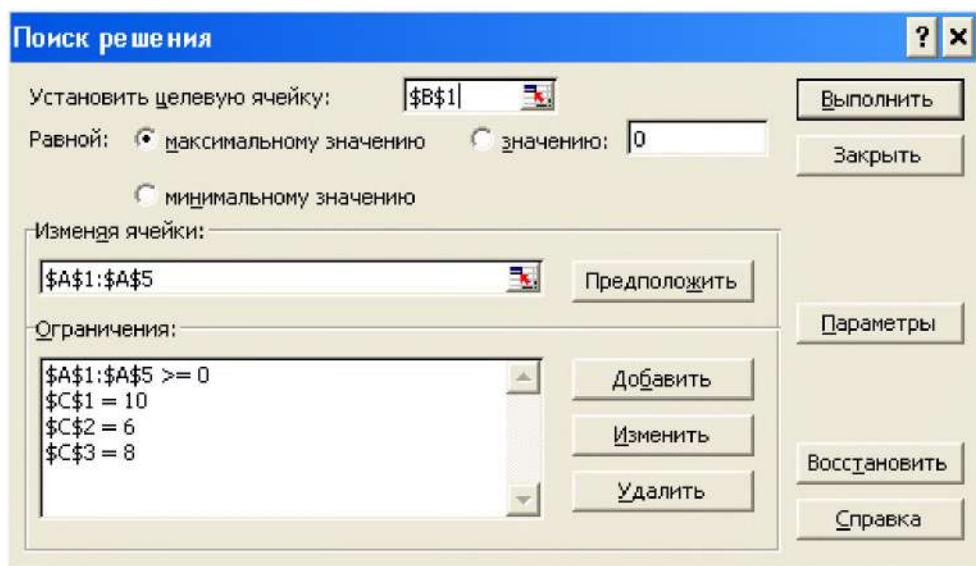 Поиск решения
Установить целевую ячейку: $B$1
Выполнить
Равной: максимальному значению значению: 0
Закрыть
минимальному значению
Изменяя ячейки:
$A$1:$A$5 Предположить
Ограничения:
Параметры
$A$1:$A$5 >= 0
$C$1 = 10
$C$2 = 6
$C$3 = 8
Добавить
Изменить
Удалить
Восстановить
Справка